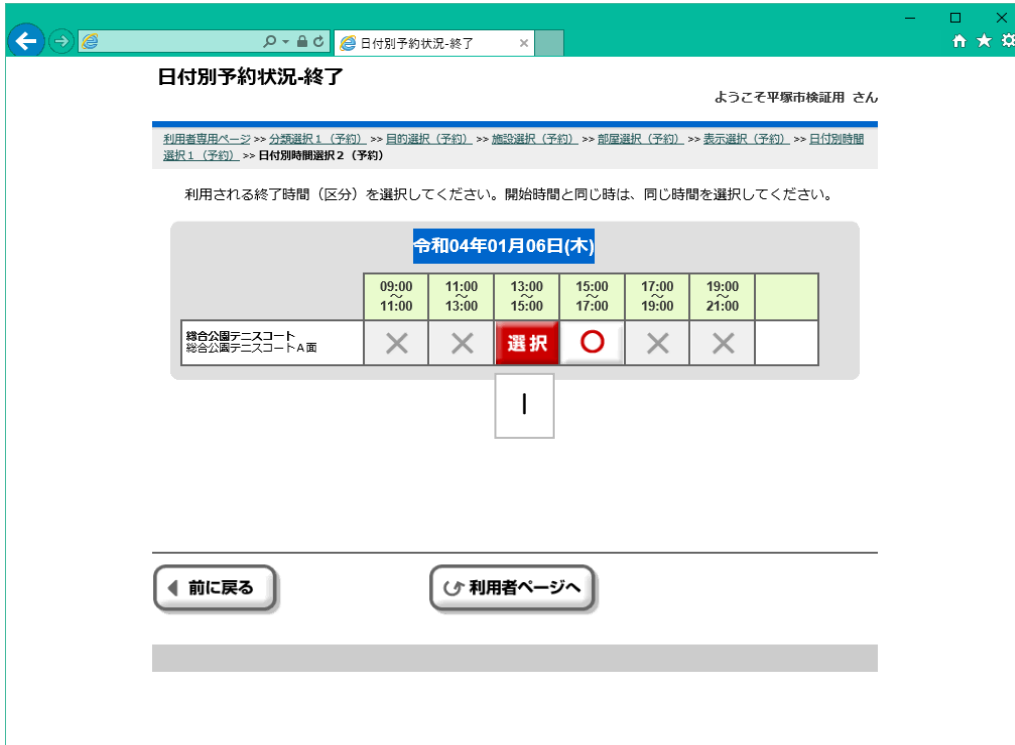 日付別予約状況-終了
日付別予約状況-終了
ようこそ平塚市検証用 さん
利用者専用ページ >> 分類選択1（予約） >> 目的選択（予約） >> 施設選択（予約） >> 部屋選択（予約） >> 表示選択（予約） >> 日付別時間
選択1（予約） >> 日付別時間選択2（予約）
利用される終了時間（区分）を選択してください。開始時間と同じ時は、同じ時間を選択してください。
令和04年01月06日(木)
09:00～11:00 11:00～13:00 13:00～15:00 15:00～17:00 17:00～19:00 19:00～21:00
総合公園テニスコート
総合公園テニスコートA面
選択
前に戻る
利用者ページへ